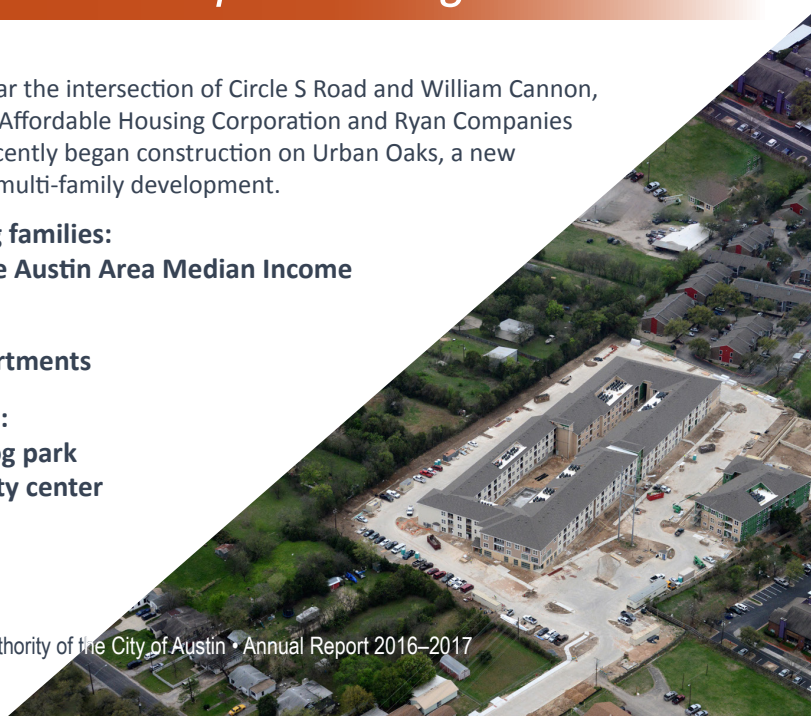 ar the intersection of Circle S Road and William Cannon,
Affordable Housing Corporation and Ryan Companies
cently began construction on Urban Oaks, a new
multi-family development.
g families:
e Austin Area Median Income
rtments
:
og park
ty center
thority of the City of Austin • Annual Report 2016–2017